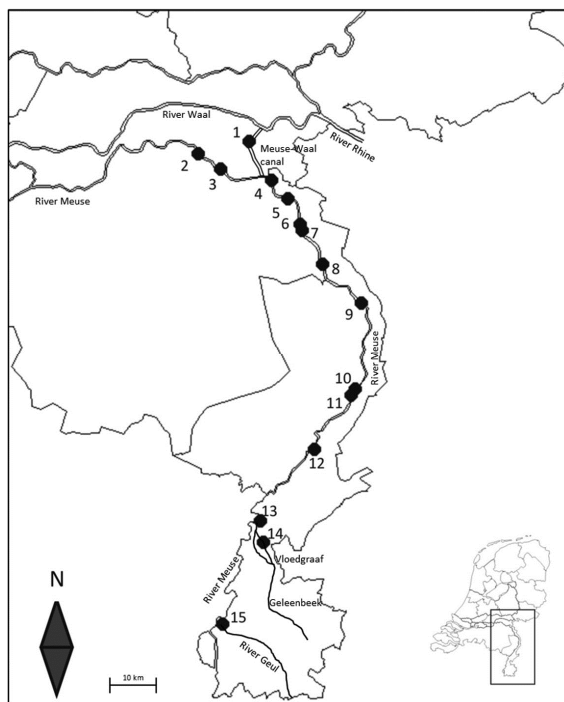 River Waal
1
River Rhine
Meuse-Waal
canal
2
3
4
River Meuse
5
6
7
8
9
River Meuse
10
11
12
13
14
Vloedgraaf
River Meuse
N
Geleenbeek
15
River Geul
10 km